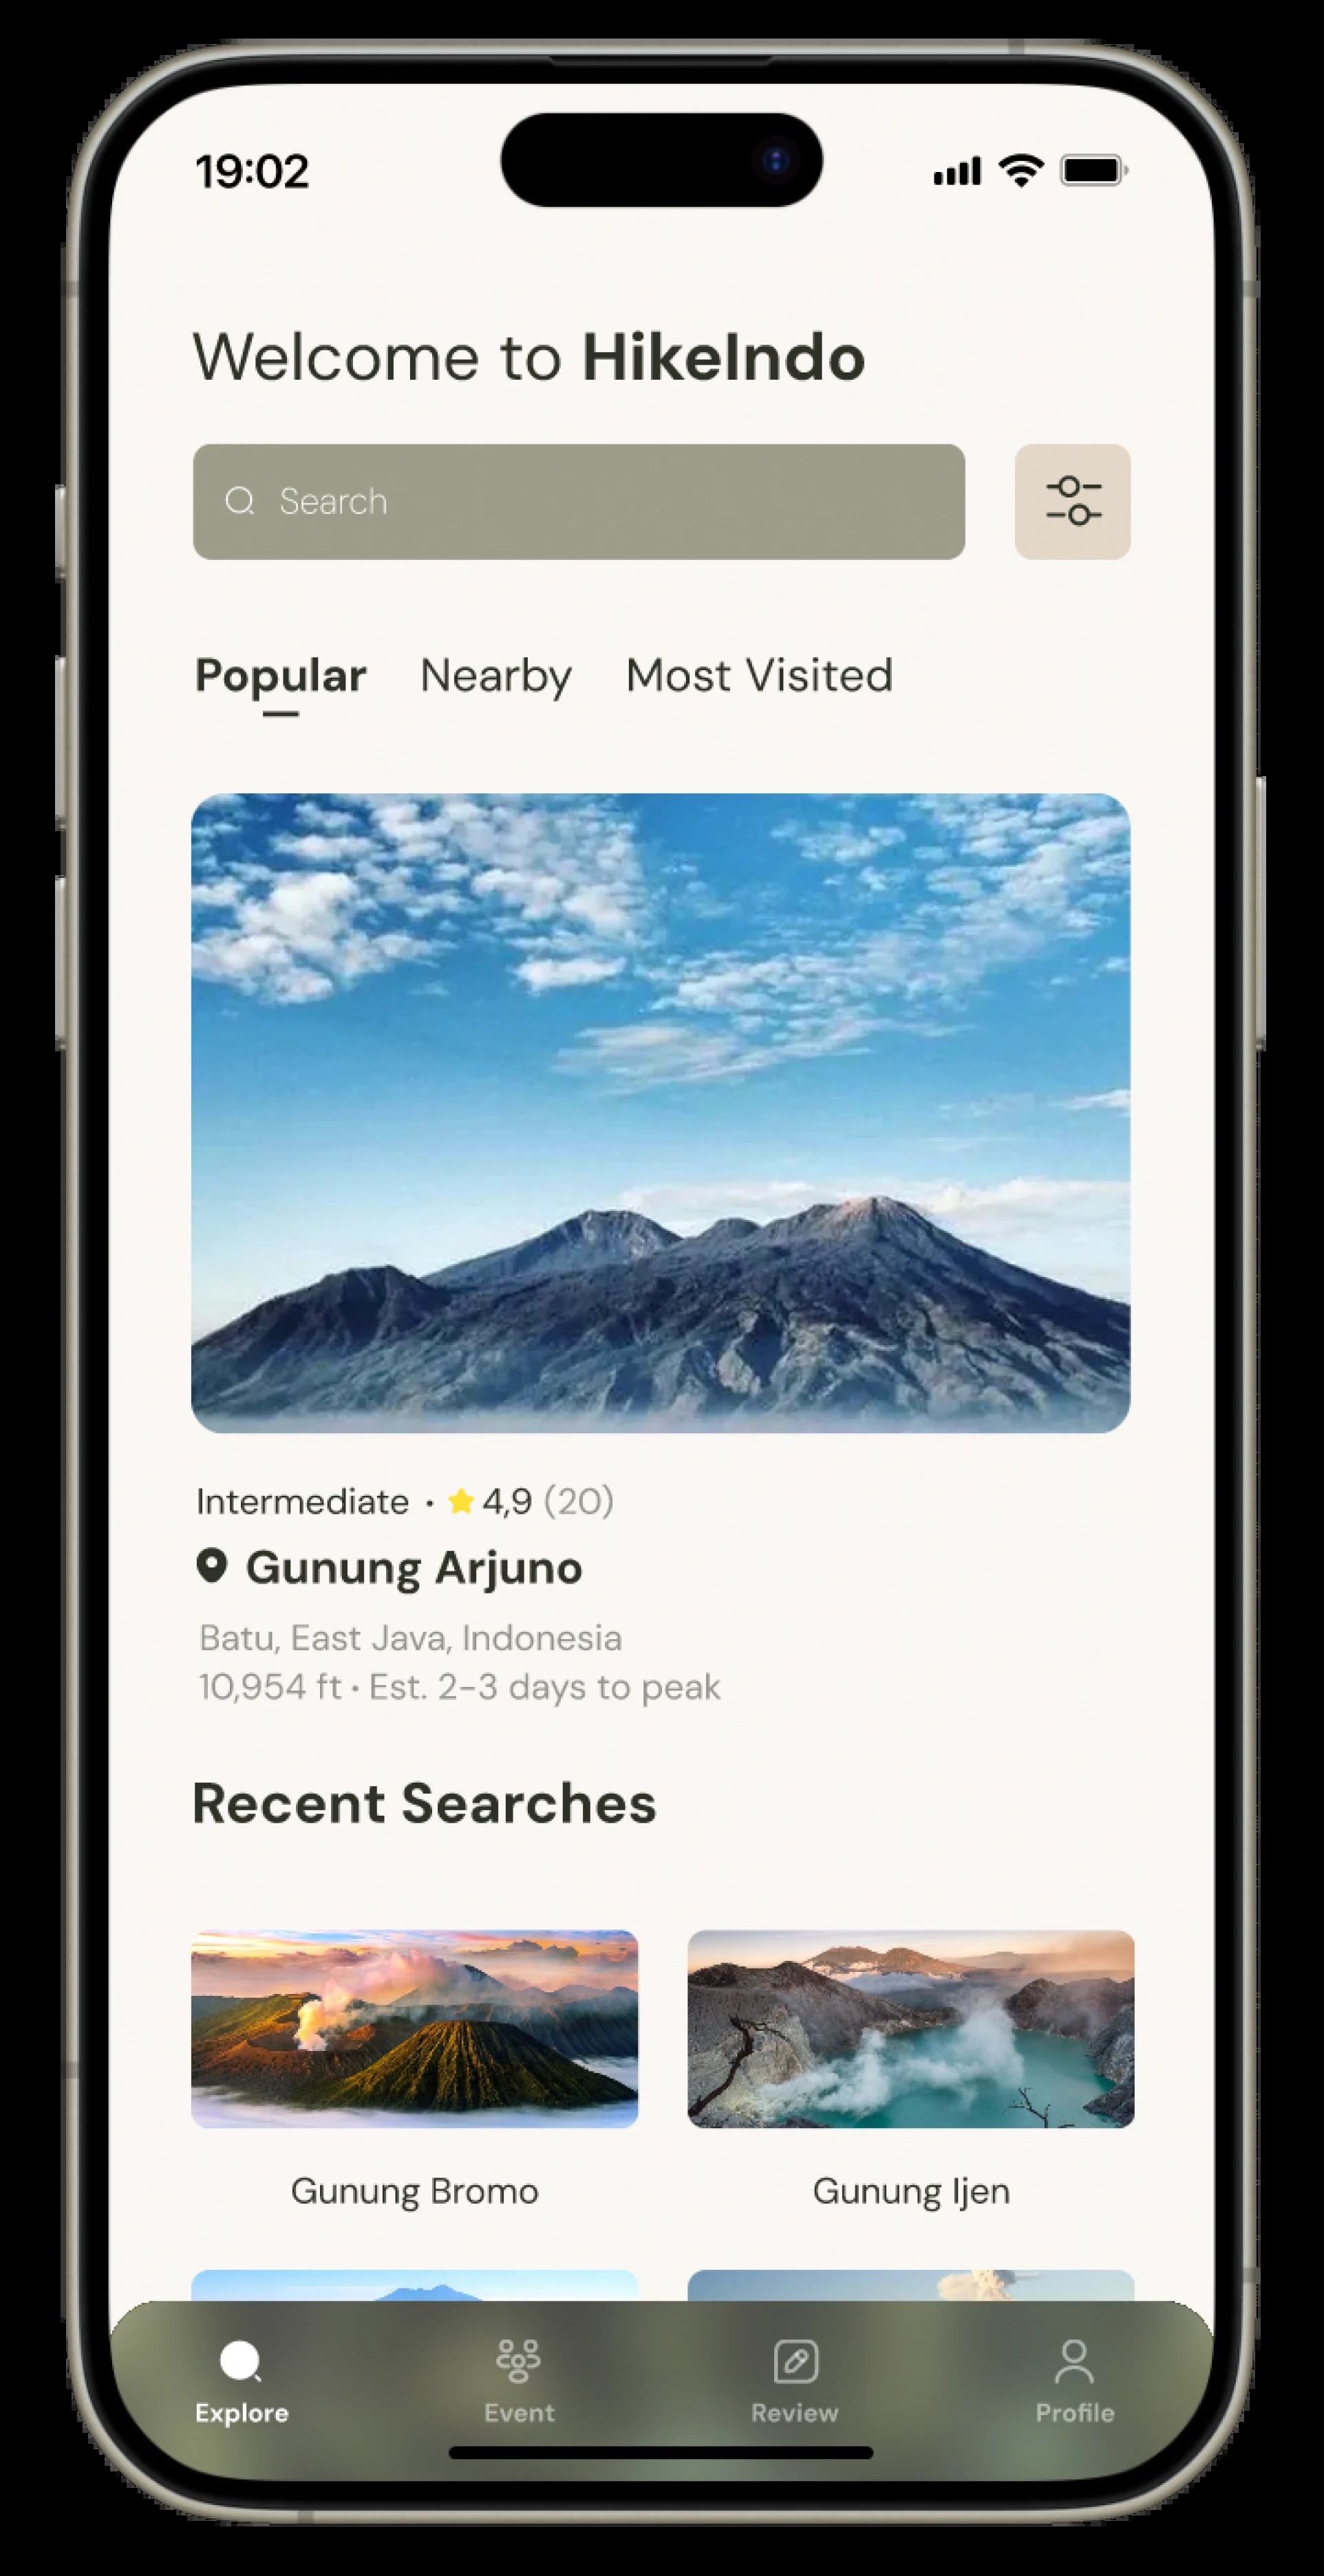 19:02
Welcome to HikeIndo
Search
Popular Nearby Most Visited
Intermediate · 4,9 (20)
Gunung Arjuno
Batu, East Java, Indonesia
10,954 ft · Est. 2-3 days to peak
Recent Searches
Gunung Bromo Gunung Ijen
Explore Event Review Profile